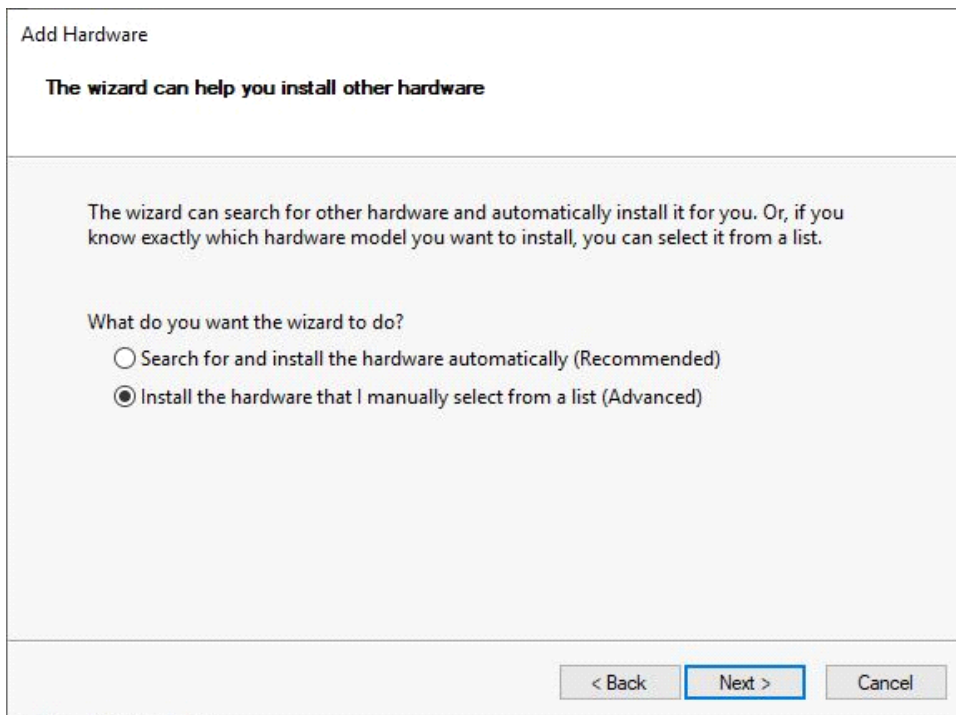 Add Hardware
The wizard can help you install other hardware
The wizard can search for other hardware and automatically install it for you. Or, if you
know exactly which hardware model you want to install, you can select it from a list.
What do you want the wizard to do?
Search for and install the hardware automatically (Recommended)
Install the hardware that I manually select from a list (Advanced)
< Back Next > Cancel